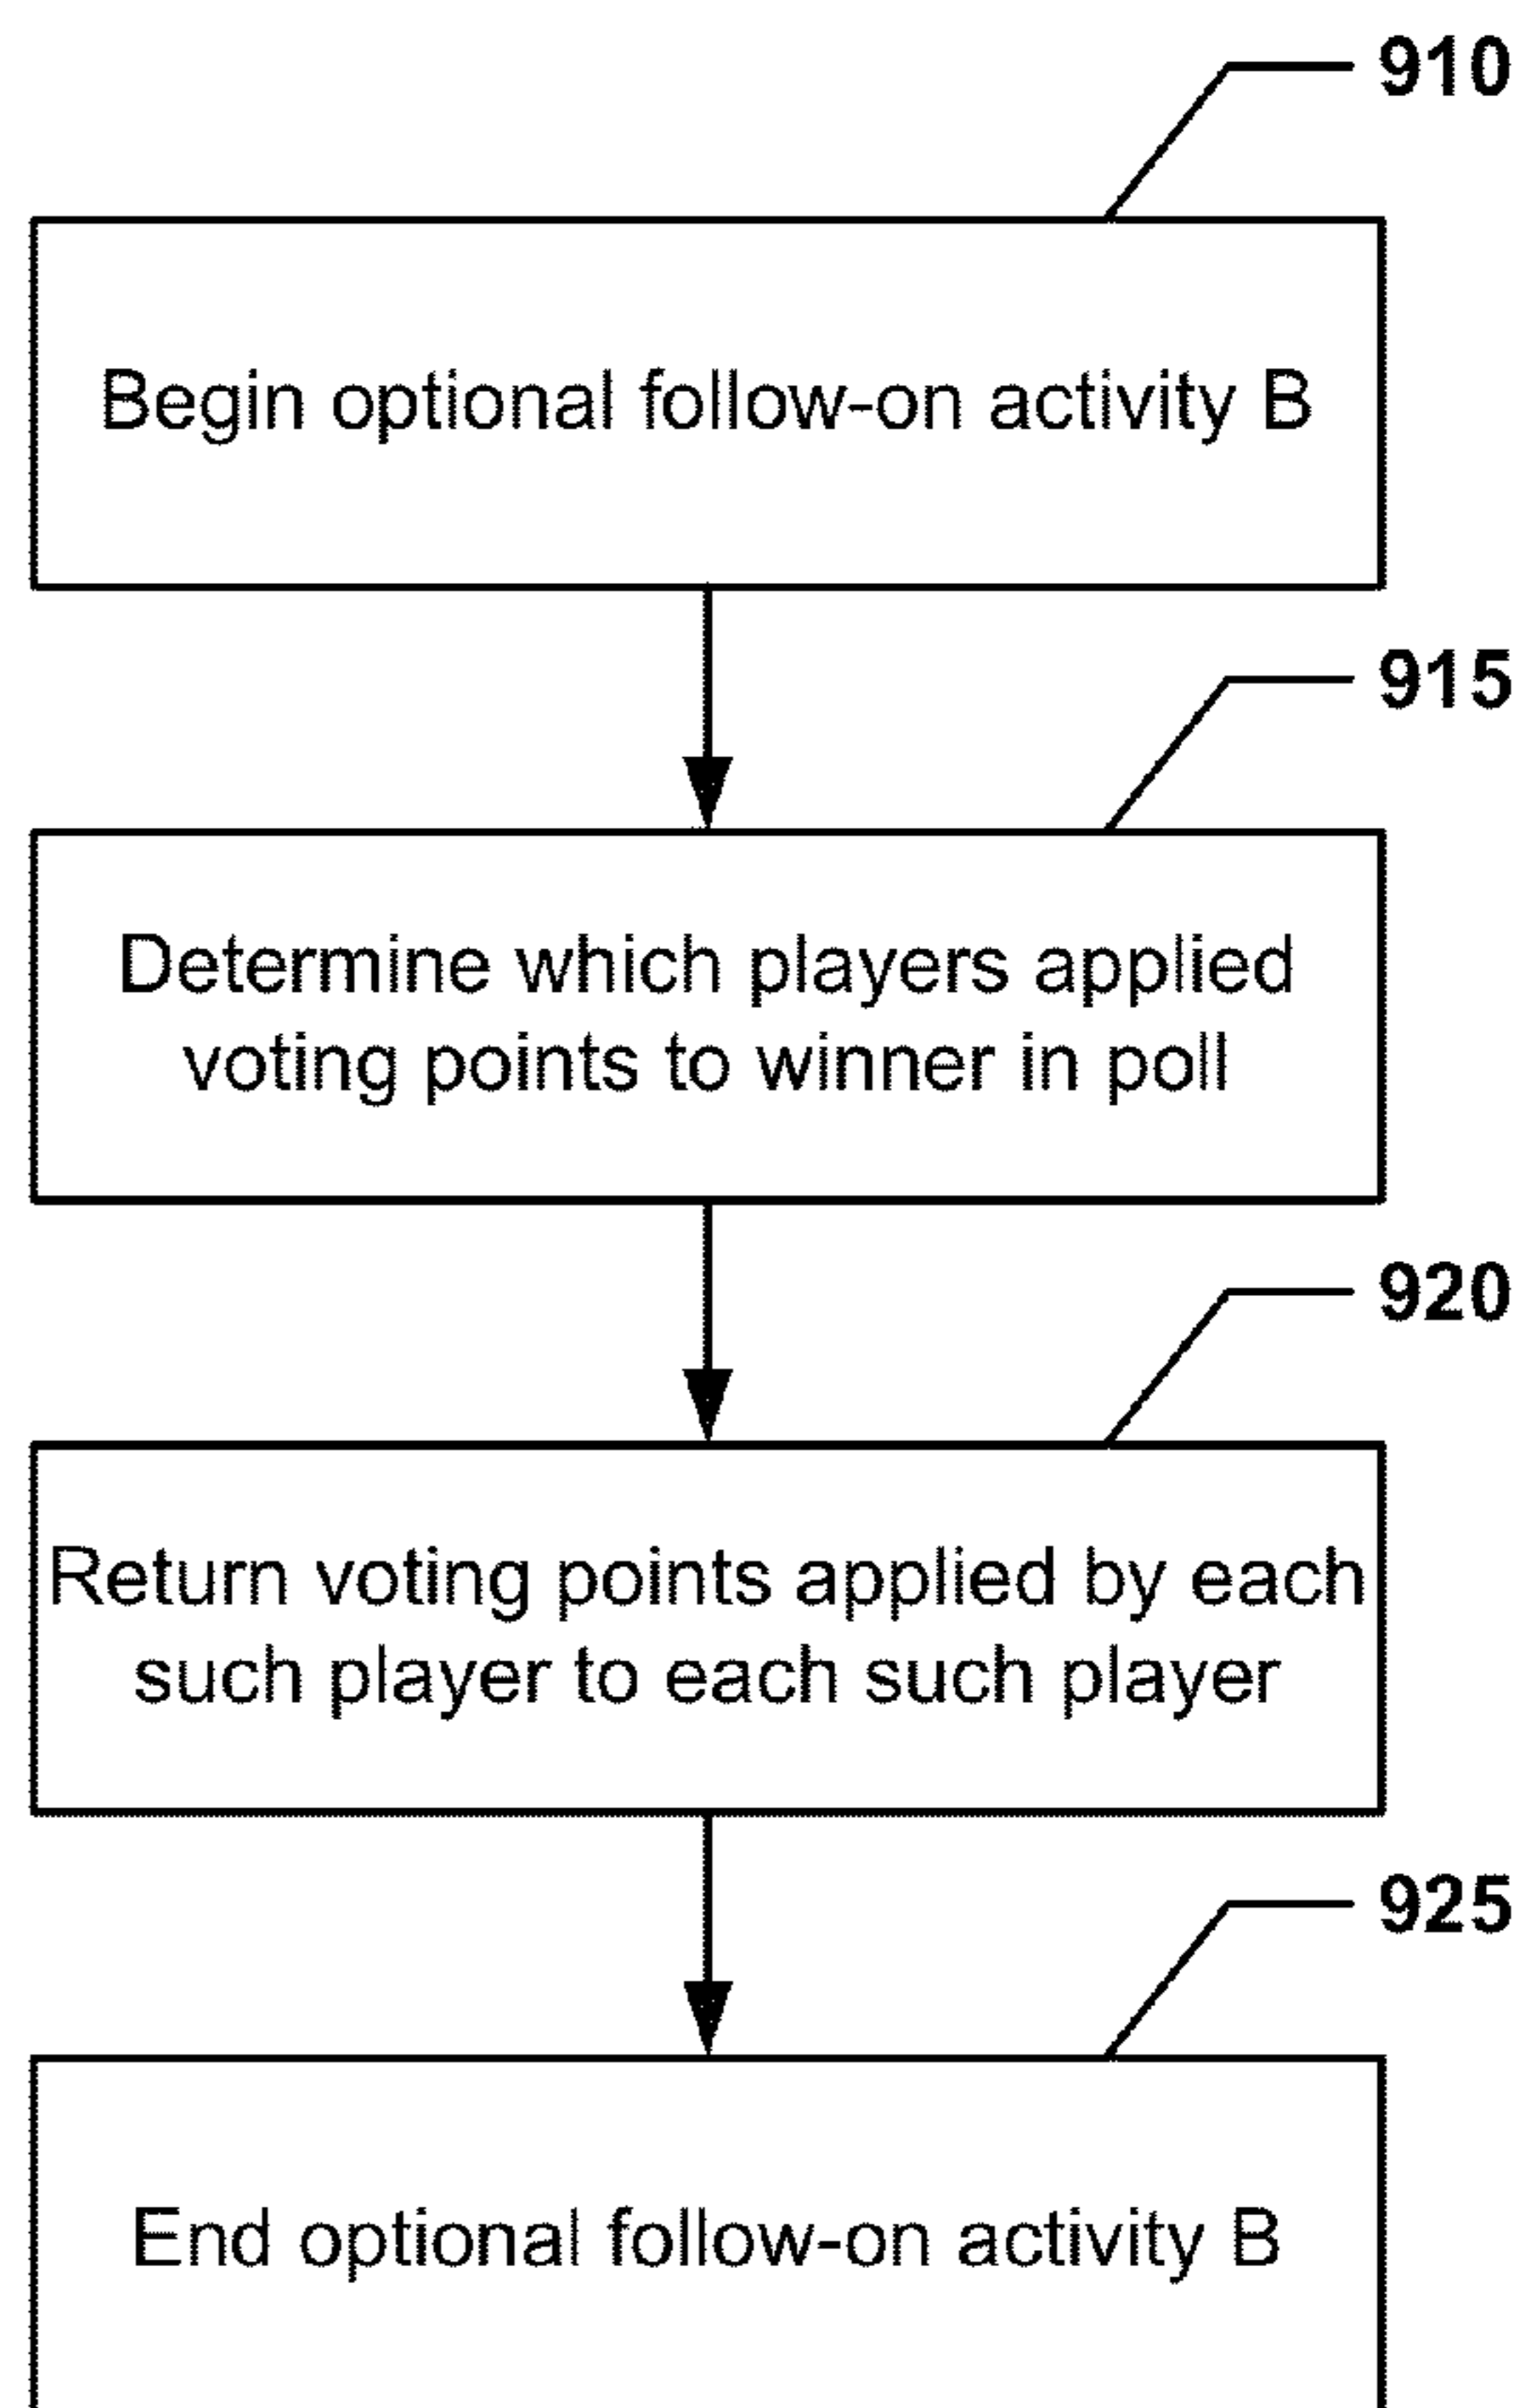 910
Begin optional follow-on activity B
915
Determine which players applied
voting points to winner in poll
920
Return voting points applied by each
such player to each such player
925
End optional follow-on activity B